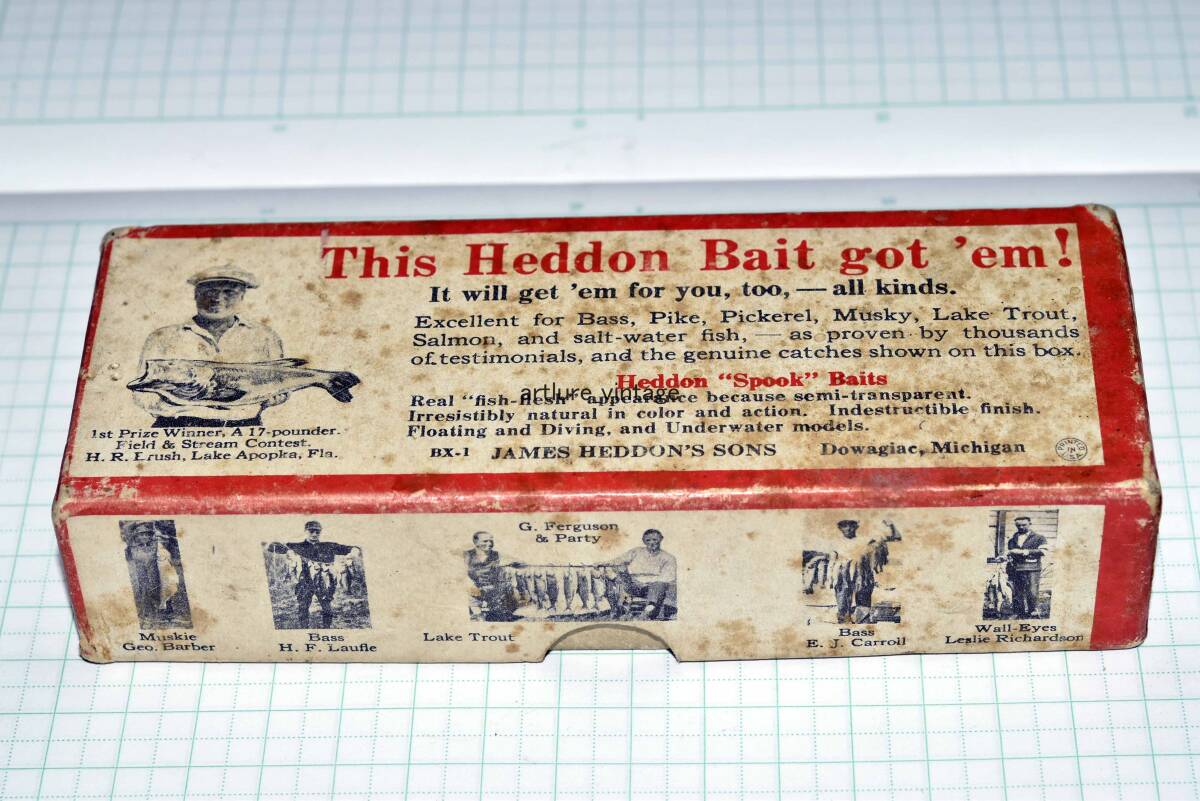 This Heddon Bait got 'em!
It will get 'em for you, too, — all kinds.
Excellent for Bass, Pike, Pickerel, Musky, Lake Trout,
Salmon, and salt-water fish, — as proven by thousands
of testimonials, and the genuine catches shown on this box.
Heddon "Spook" Baits
artlure vintage
Real "fish-flesh" appearance because semi-transparent.
Irresistibly natural in color and action. Indestructible finish.
Floating and Diving, and Underwater models.
BX-1 JAMES HEDDON'S SONS Dowagiac, Michigan
PRINTED IN USA
1st Prize Winner, A 17-pounder.
Field & Stream Contest.
H. R. Lrush, Lake Apopka, Fla.
Muskie
Geo. Barber
Bass
H. F. Laufle
G. Ferguson
& Party
Lake Trout
Bass
E. J. Carroll
Wall-Eyes
Leslie Richardson